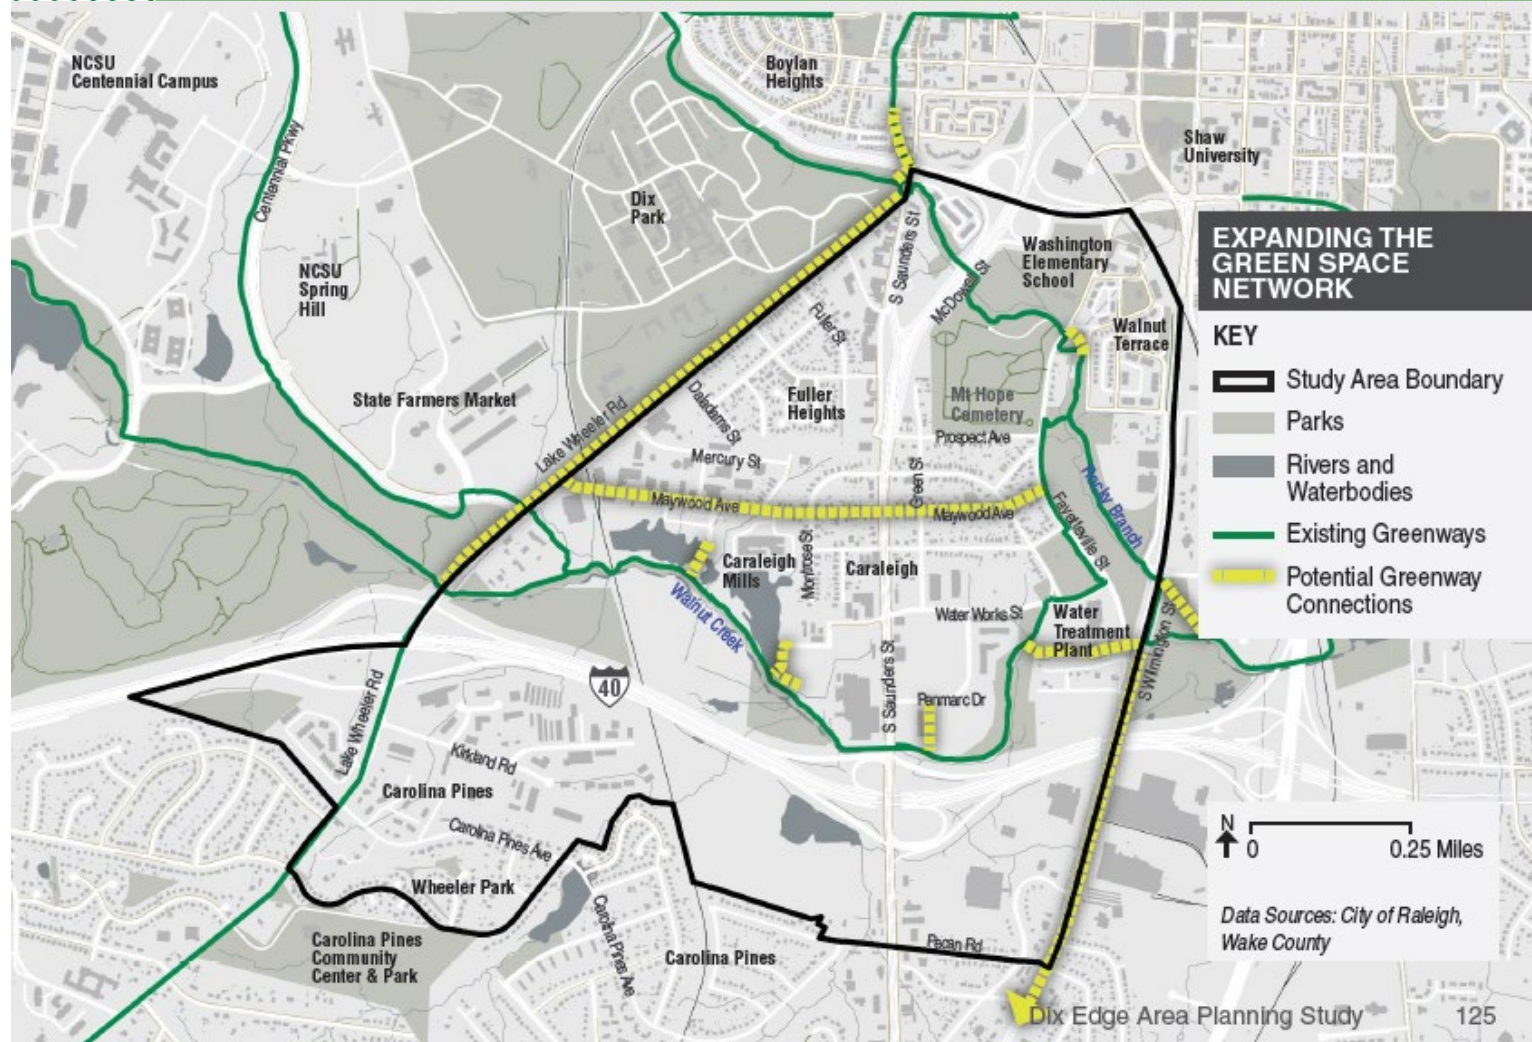 NCSU
Centennial Campus
Boylan
Heights
Shaw
University
Centennial Pkwy
Dix
Park
S Saunders St
Washington
Elementary
School
NCSU
Spring
Hill
McDowell St
Fuller St
Walnut
Terrace
State Farmers Market
Daladams St
Fuller
Heights
Mt Hope
Cemetery
Lake Wheeler Rd
Mercury St
Prospect Ave
Green St
Rocky Branch
Maywood Ave
Maywood Ave
Fayetteville St
Caraleigh
Mills
Montrose St
Caraleigh
Walnut Creek
Water Works St
Water
Treatment
Plant
S Wilmington St
40
S Saunders St
Penmarc Dr
Lake Wheeler Rd
Kirkland Rd
Carolina Pines
Carolina Pines Ave
Wheeler Park
Carolina Pines Ave
Carolina Pines
Community
Center & Park
Carolina Pines
Pecan Rd
EXPANDING THE
GREEN SPACE
NETWORK
KEY
Study Area Boundary
Parks
Rivers and
Waterbodies
Existing Greenways
Potential Greenway
Connections
N
0 0.25 Miles
Data Sources: City of Raleigh,
Wake County
Dix Edge Area Planning Study 125